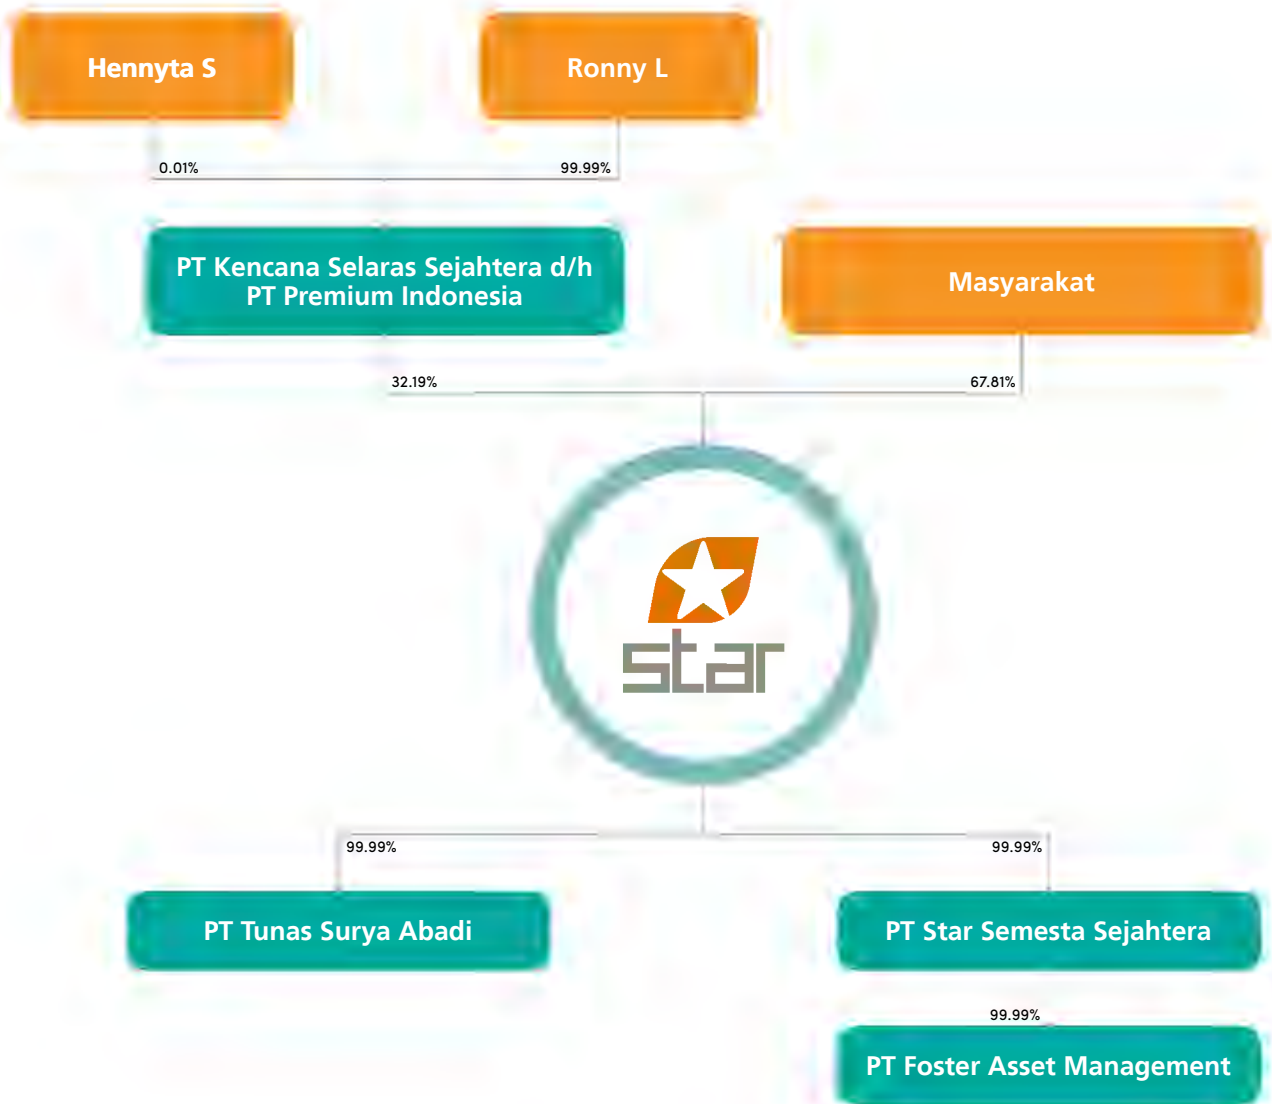 Hennyta S
Ronny L
0.01%
99.99%
PT Kencana Selaras Sejahtera d/h
PT Premium Indonesia
Masyarakat
32.19%
67.81%
star
99.99%
99.99%
PT Tunas Surya Abadi
PT Star Semesta Sejahtera
99.99%
PT Foster Asset Management